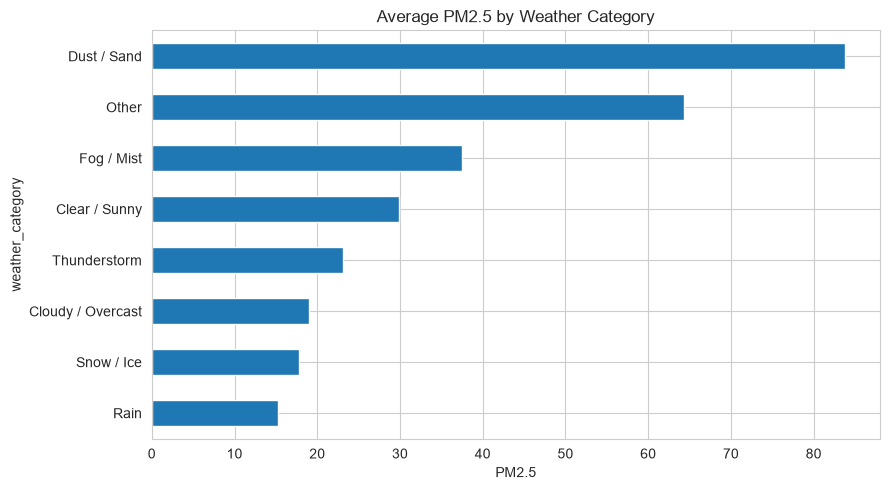 Average PM2.5 by Weather Category
weather_category
Dust / Sand
Other
Fog / Mist
Clear / Sunny
Thunderstorm
Cloudy / Overcast
Snow / Ice
Rain
0 10 20 30 40 50 60 70 80
PM2.5